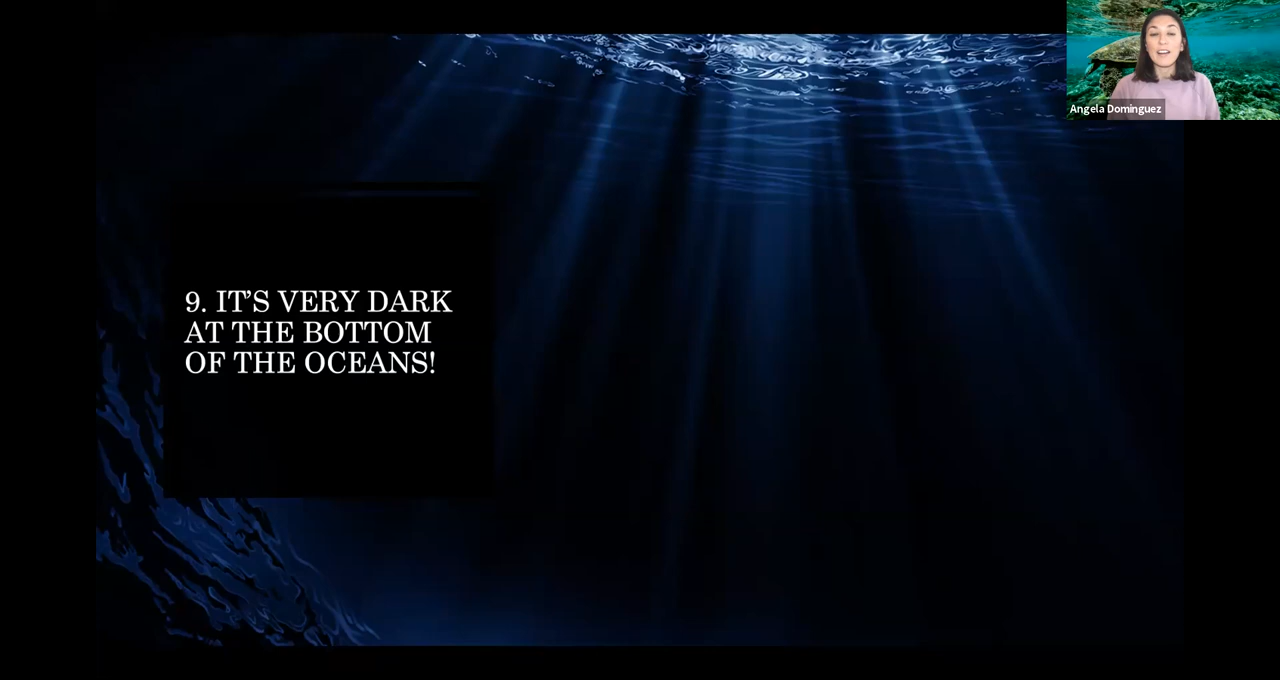 Angela Dominguez
9. IT’S VERY DARK
AT THE BOTTOM
OF THE OCEANS!